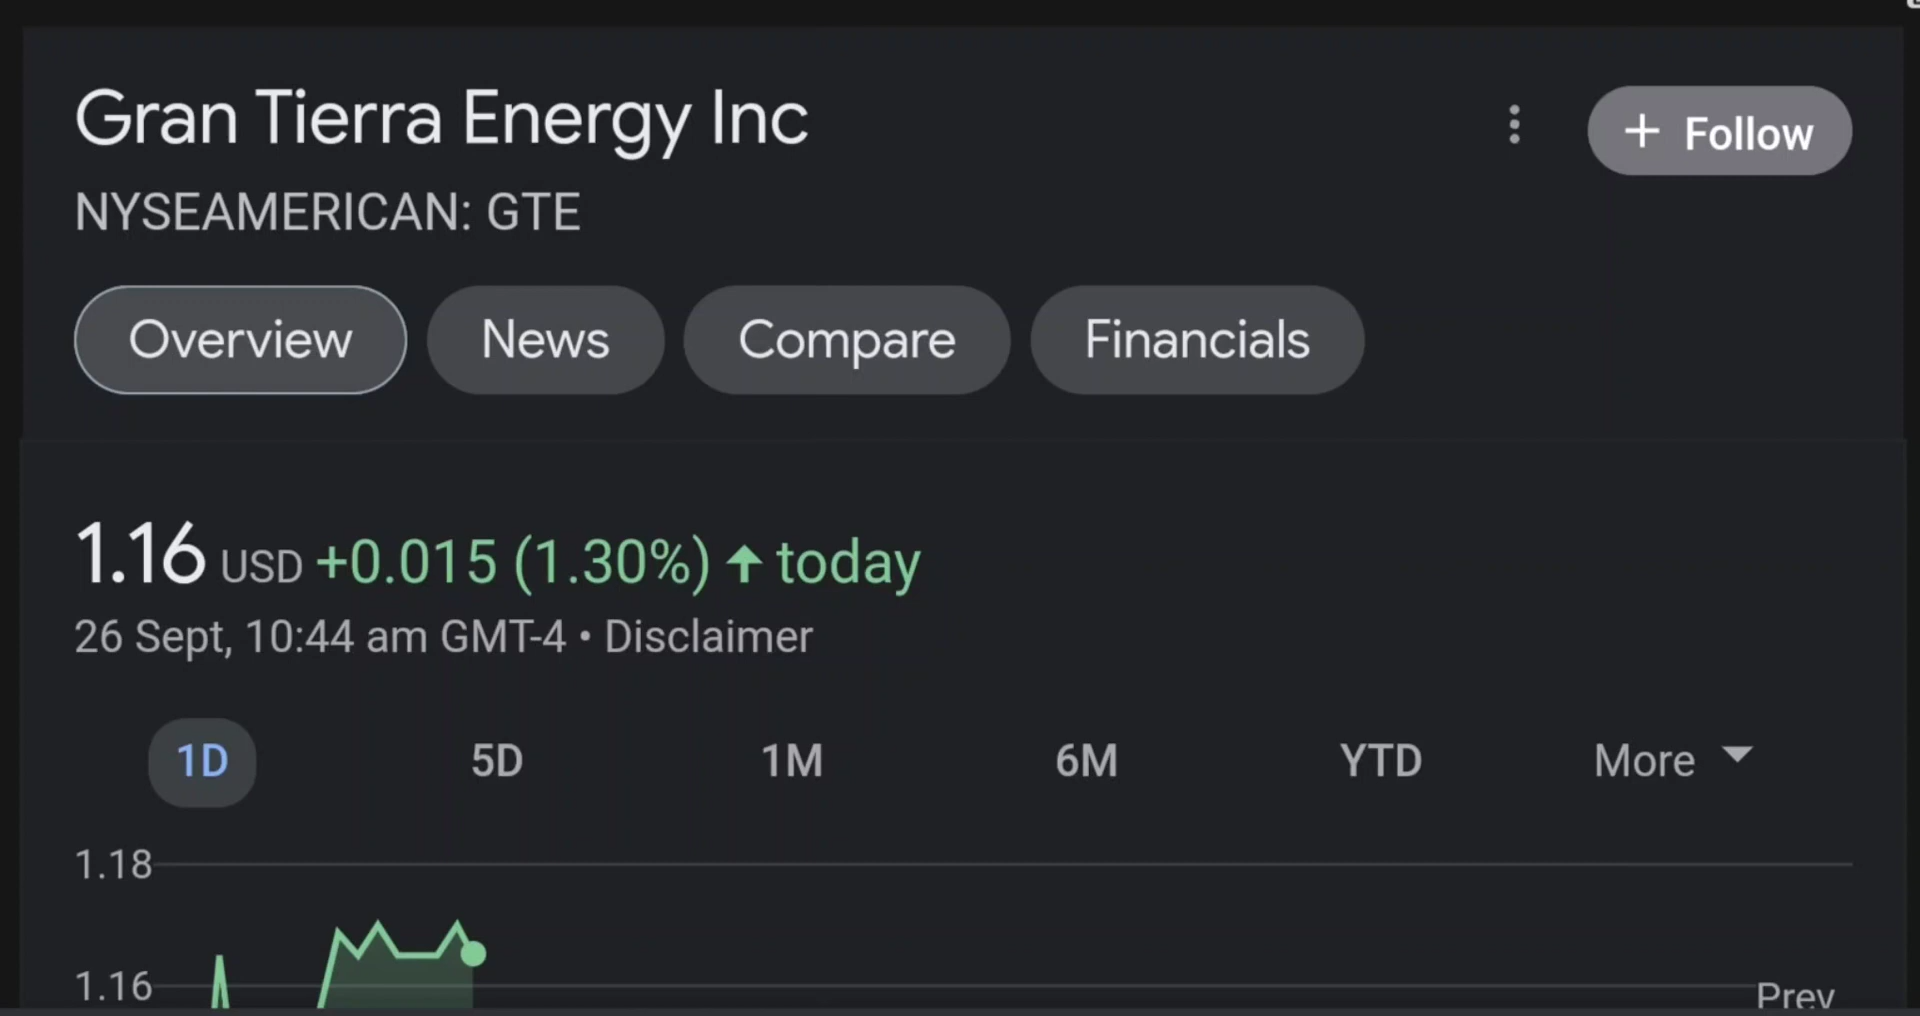 Gran Tierra Energy Inc
+ Follow
NYSEAMERICAN: GTE
Overview News Compare Financials
1.16 USD +0.015 (1.30%) ↑ today
26 Sept, 10:44 am GMT-4 • Disclaimer
1D 5D 1M 6M YTD More
1.18
1.16
Prev